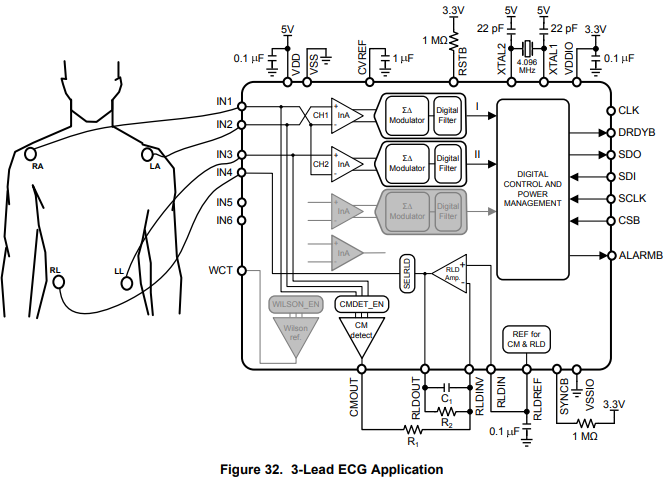 3.3V
5V
5V
5V
22 pF
22 pF
3.3V
1 MΩ
0.1 µF
1 µF
4.096
MHz
0.1 µF
VDD
VSS
CVREF
RSTB
XTAL2
XTAL1
VDDIO
IN1
IN2
IN3
IN4
IN5
IN6
WCT
RA
LA
RL
LL
+
-
CH1
InA
ΣΔ
Modulator
Digital
Filter
I
+
-
CH2
InA
ΣΔ
Modulator
Digital
Filter
II
+
-
InA
ΣΔ
Modulator
Digital
Filter
+
-
InA
DIGITAL
CONTROL AND
POWER
MANAGEMENT
CLK
DRDYB
SDO
SDI
SCLK
CSB
ALARMB
SELRLD
RLD
Amp.
+
-
WILSON_EN
Wilson
ref.
CMDET_EN
CM
detect
REF for
CM & RLD
CMOUT
RLDOUT
RLDINV
RLDIN
RLDREF
SYNCB
VSSIO
C1
R2
R1
0.1 µF
3.3V
1 MΩ
Figure 32. 3-Lead ECG Application